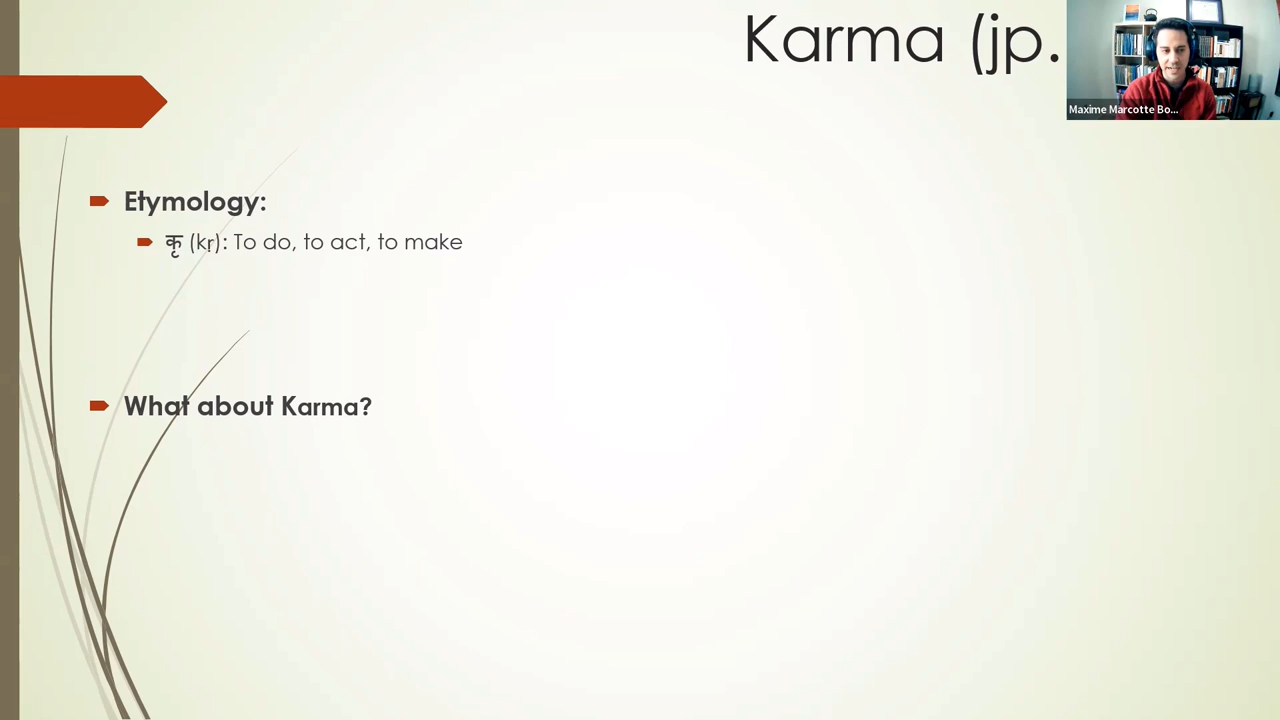 Karma (jp.
Maxime Marcotte Bo...
Etymology:
कृ (kṛ): To do, to act, to make
What about Karma?